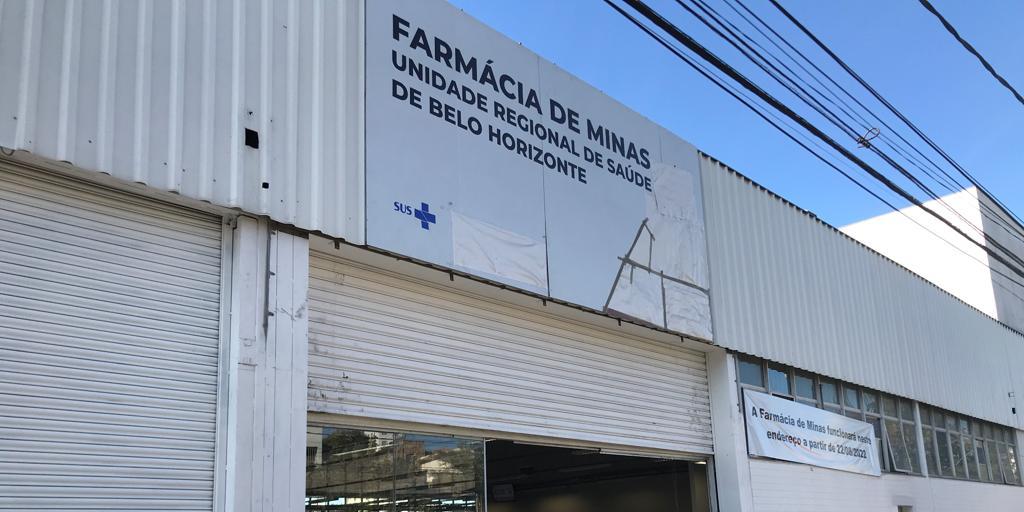 FARMÁCIA DE MINAS
UNIDADE REGIONAL DE SAÚDE
DE BELO HORIZONTE
SUS
A Farmácia de Minas funcionará neste
endereço a partir de 22/08/2022